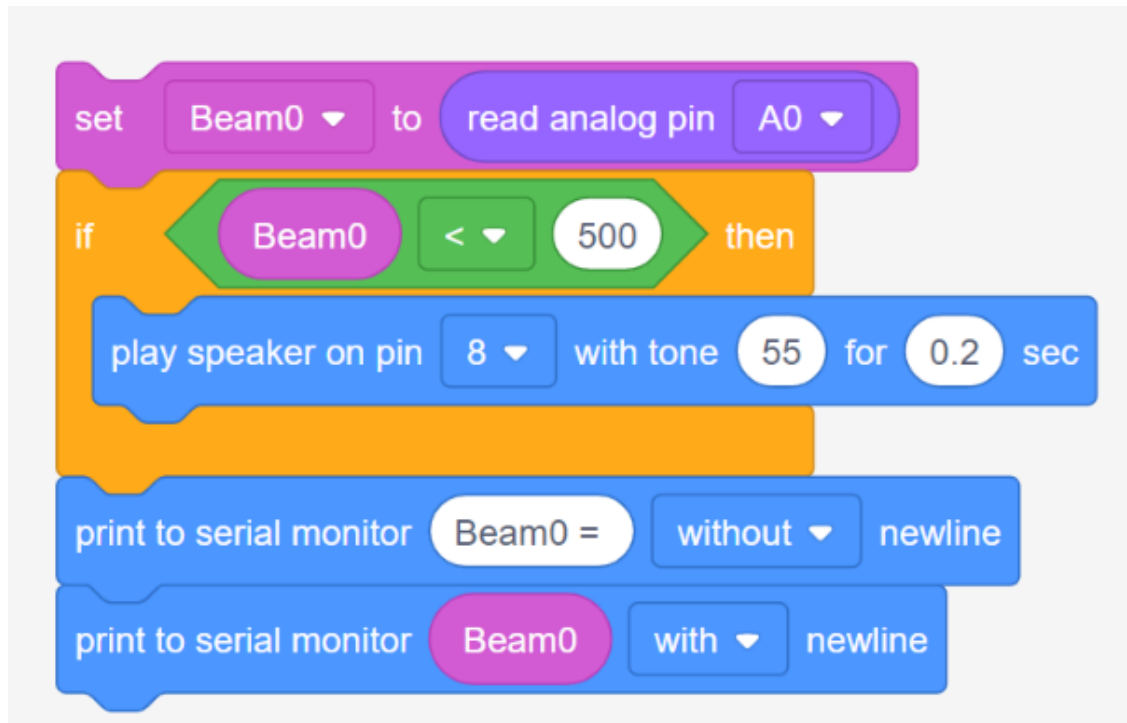 set Beam0 to read analog pin A0
if Beam0 < 500 then
play speaker on pin 8 with tone 55 for 0.2 sec
print to serial monitor Beam0 = without newline
print to serial monitor Beam0 with newline